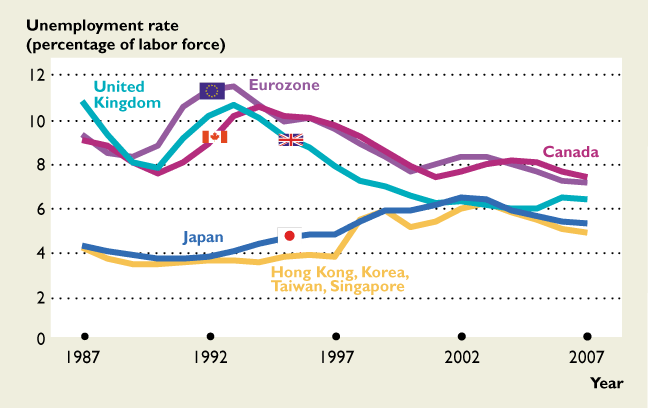 Unemployment rate
(percentage of labor force)
12
United
Kingdom
Eurozone
10
Canada
8
6
Japan
4
Hong Kong, Korea,
Taiwan, Singapore
2
0
1987 1992 1997 2002 2007
Year